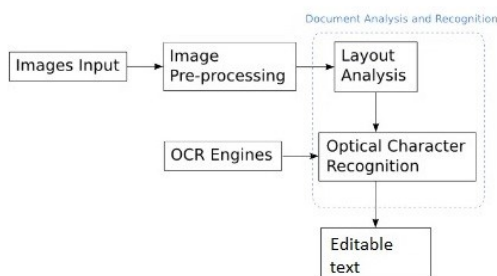 Document Analysis and Recognition
Images Input
Image
Pre-processing
Layout
Analysis
OCR Engines
Optical Character
Recognition
Editable
text